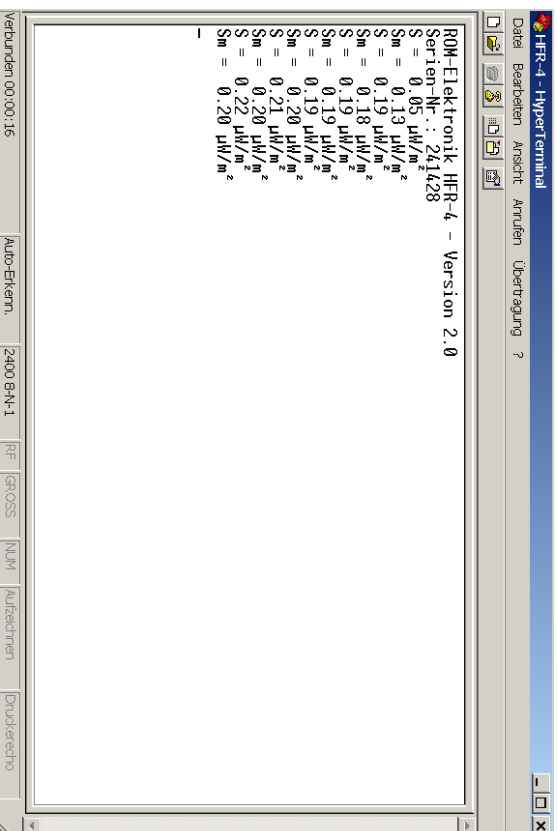 HFR-4 - HyperTerminal
Datei Bearbeiten Ansicht Anrufen Übertragung ?
ROM-Elektronik HFR-4 - Version 2.0
Serien-Nr.: 241428
S = 0.05 µW/m²
Sm = 0.13 µW/m²
S = 0.19 µW/m²
Sm = 0.18 µW/m²
S = 0.19 µW/m²
Sm = 0.19 µW/m²
S = 0.19 µW/m²
Sm = 0.20 µW/m²
S = 0.21 µW/m²
Sm = 0.20 µW/m²
S = 0.22 µW/m²
Sm = 0.20 µW/m²
_
Verbunden 00:00:16 Auto-Erkenn. 2400 8-N-1 RF GROSS NUM Aufzeichnen Druckerecho